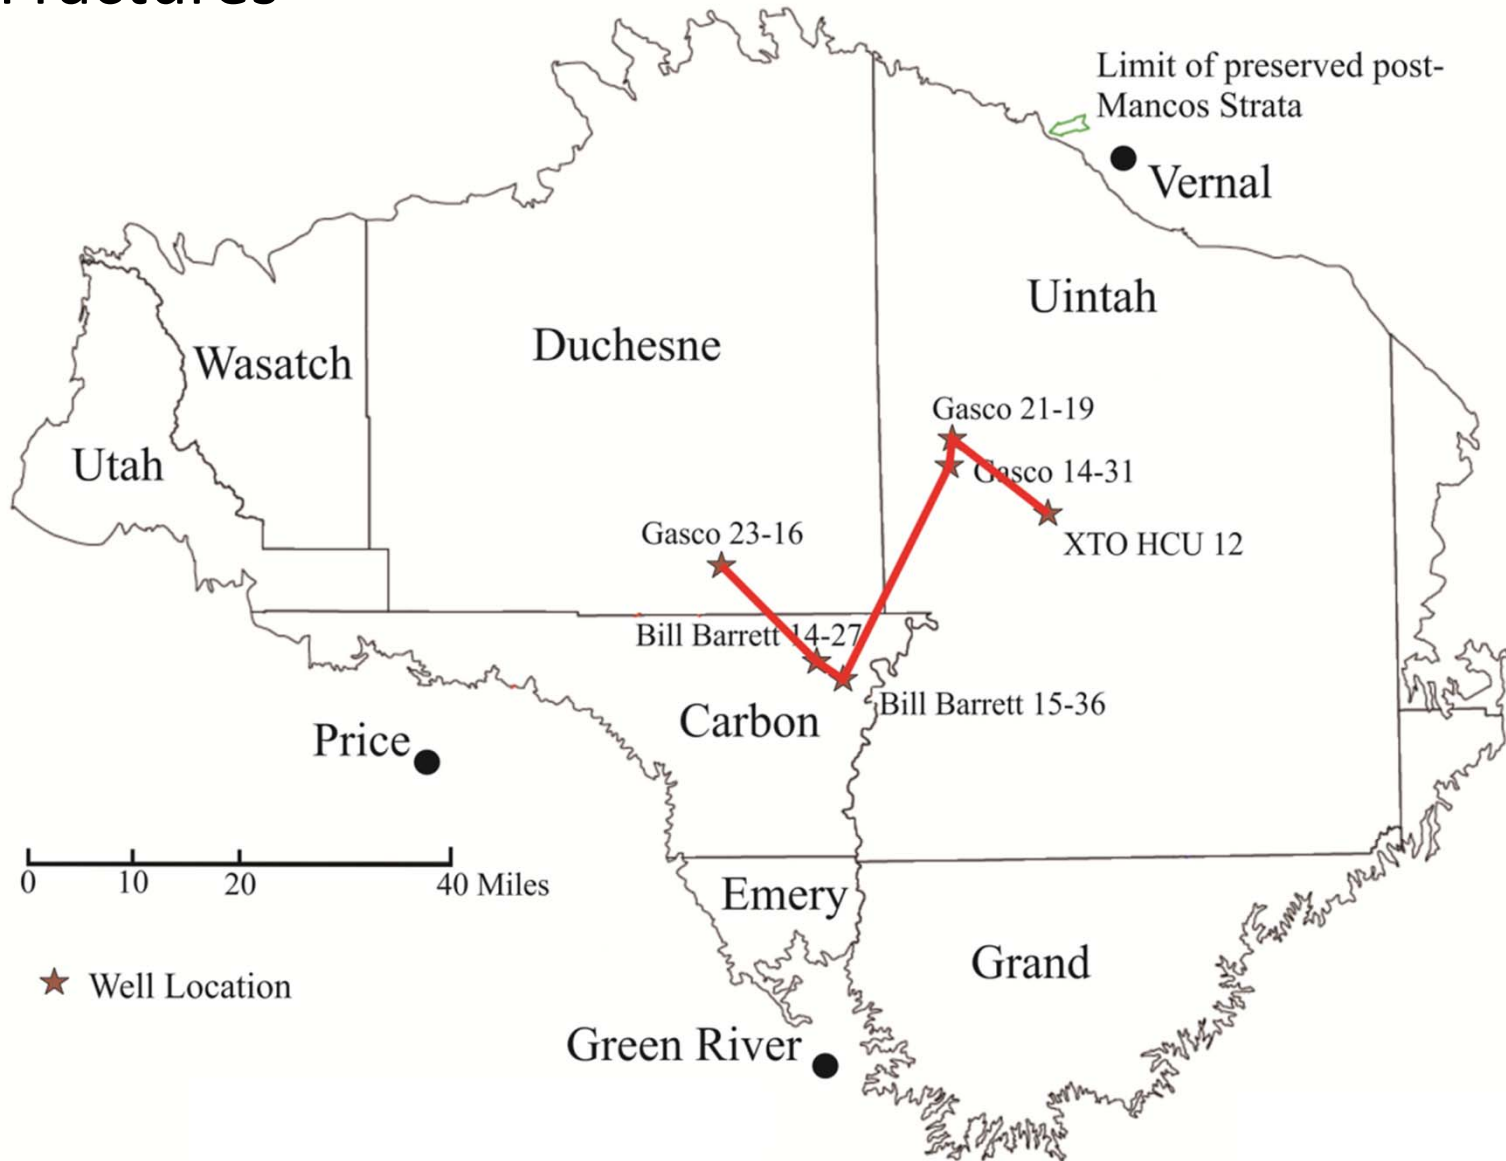 Fractures
Limit of preserved post-
Mancos Strata
Vernal
Uintah
Duchesne
Wasatch
Utah
Gasco 21-19
Gasco 14-31
Gasco 23-16
XTO HCU 12
Bill Barrett 14-27
Bill Barrett 15-36
Carbon
Price
0 10 20 40 Miles
Emery
Grand
Well Location
Green River